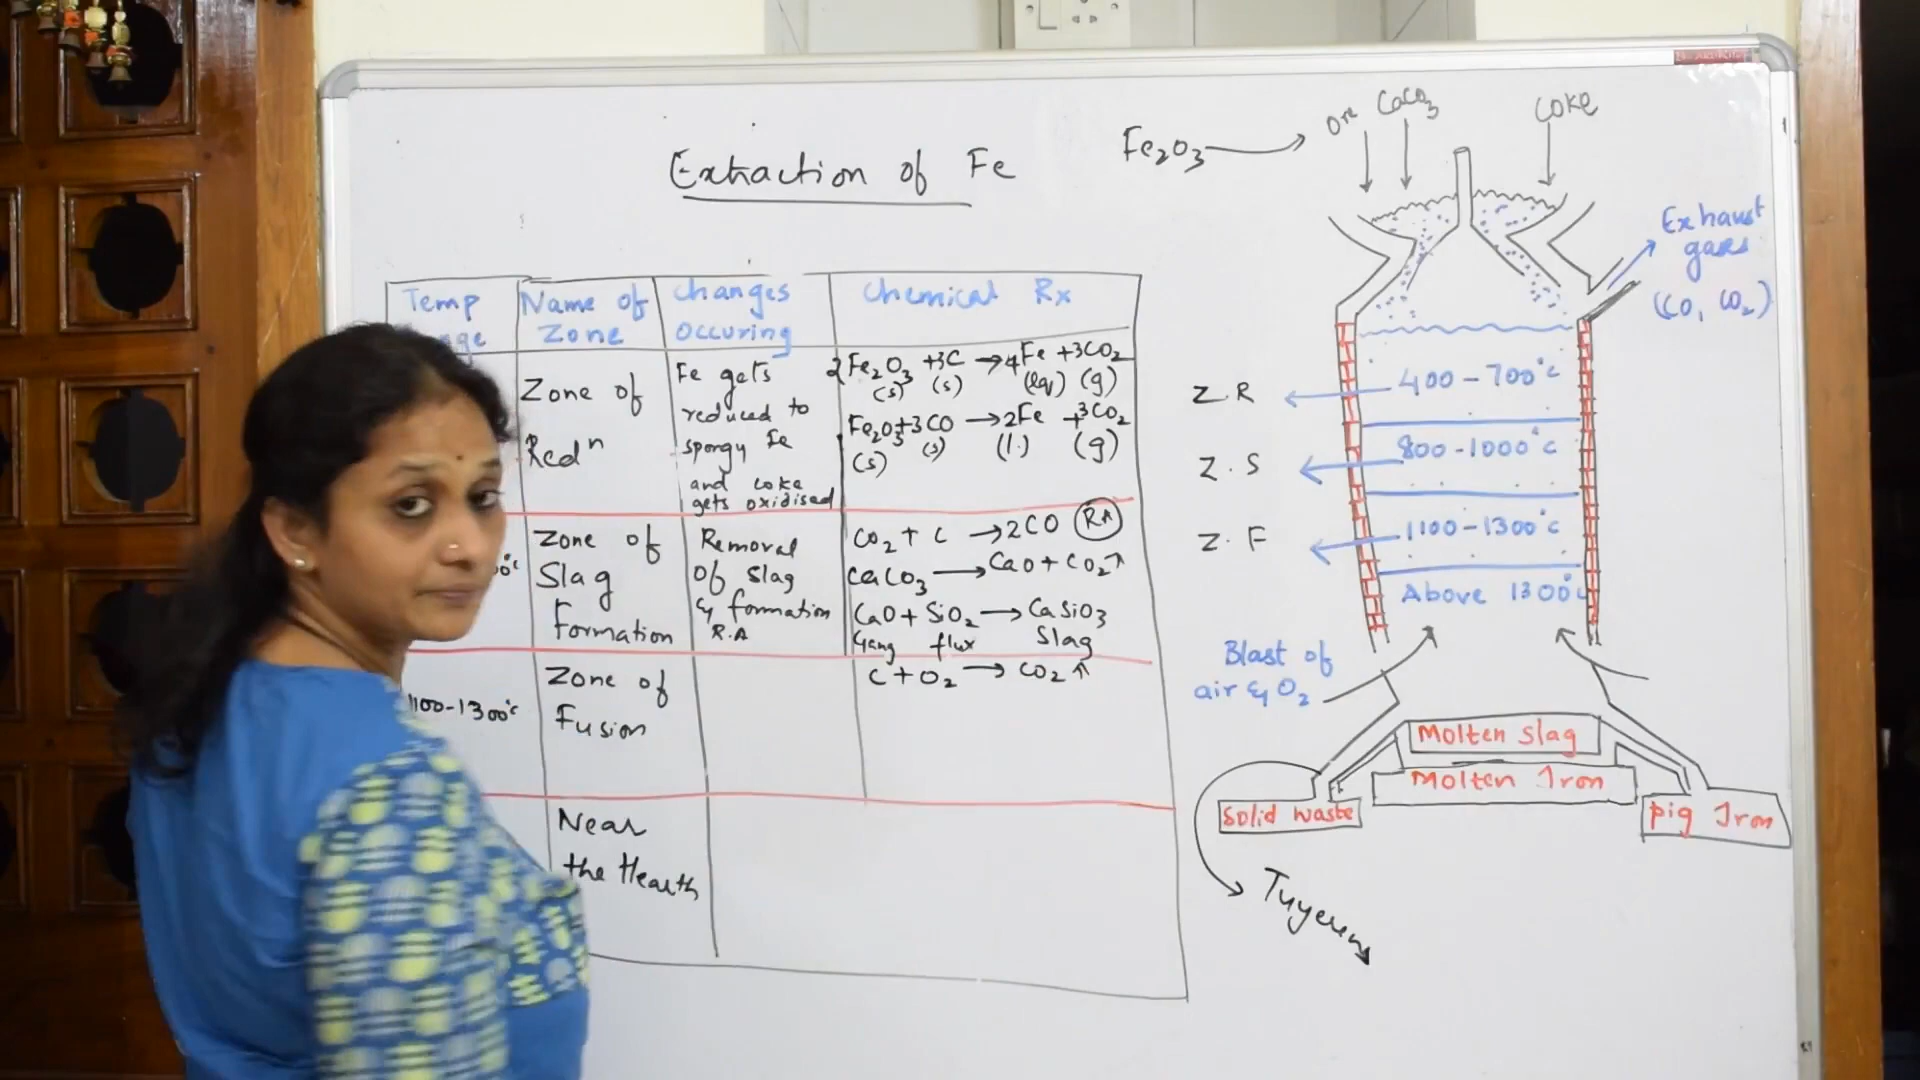 Extraction of Fe
Temp
Name of
Zone
Changes
Occuring
Chemical Rx
Zone of
Redn
Fe gets
reduced to
spongy Fe
and coke
gets oxidised
2Fe₂O₃ +3C → 4Fe +3CO₂
(s) (s) (lq) (g)
Fe₂O₃+3CO → 2Fe +3CO₂
(s) (s) (l.) (g)
Zone of
Slag
Formation
Removal
of slag
& formation
R.A
CO₂ + C → 2CO (RA)
CaCO₃ → CaO + CO₂↑
CaO + SiO₂ → CaSiO₃
Gang flux Slag
1100-1300°C
Zone of
Fusion
C + O₂ → CO₂↑
Near
the Hearth
Fe₂O₃ →
Ore CaCO₃
Coke
Exhaust
gases
(CO, CO₂)
Z.R ← 400-700°C
Z.S ← 800-1000°C
Z.F ← 1100-1300°C
Above 1300°C
Blast of
air & O₂
Molten Slag
Molten Iron
Solid waste
pig Iron